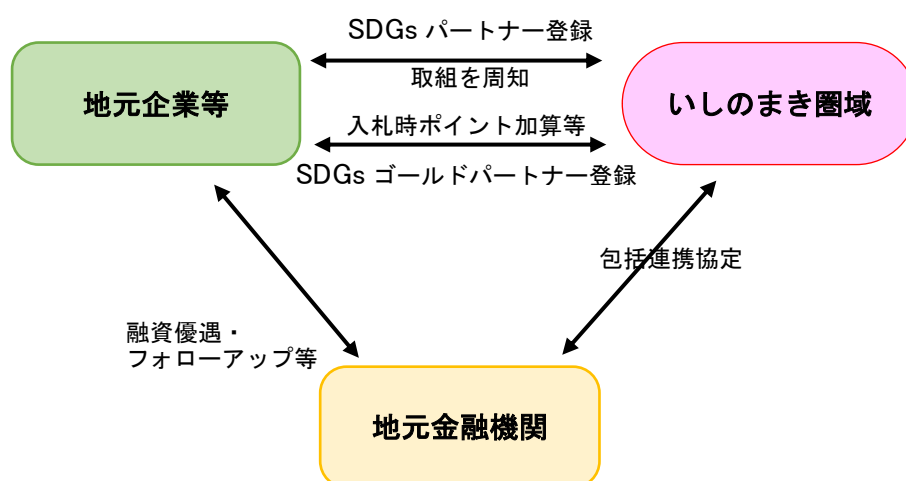 SDGs パートナー登録
地元企業等
取組を周知
いしのまき圏域
入札時ポイント加算等
SDGs ゴールドパートナー登録
包括連携協定
融資優遇・
フォローアップ等
地元金融機関